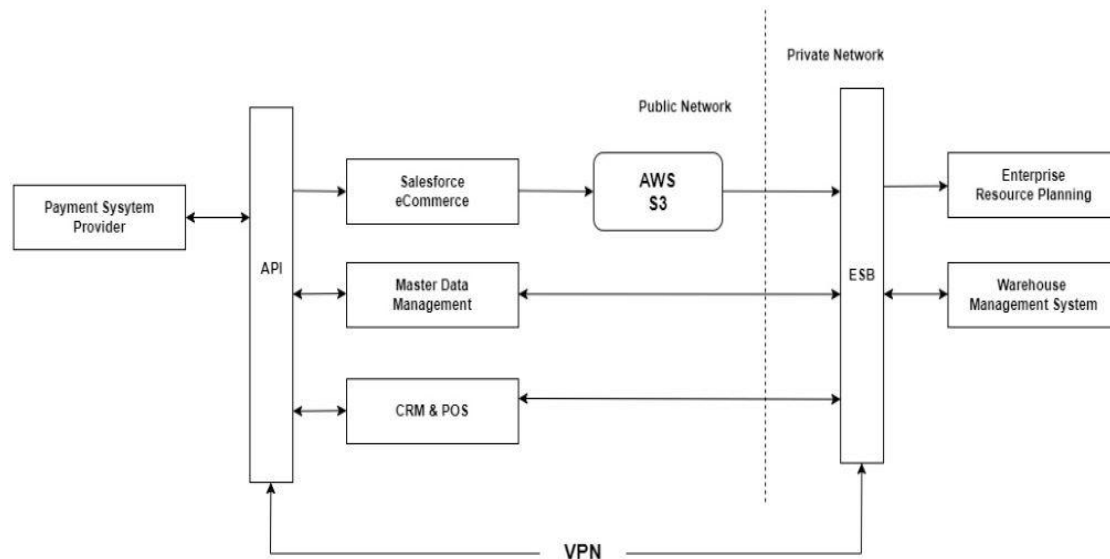 Private Network
Public Network
Salesforce
eCommerce
AWS
S3
Enterprise
Resource Planning
Payment Sysytem
Provider
API
ESB
Master Data
Management
Warehouse
Management System
CRM & POS
VPN